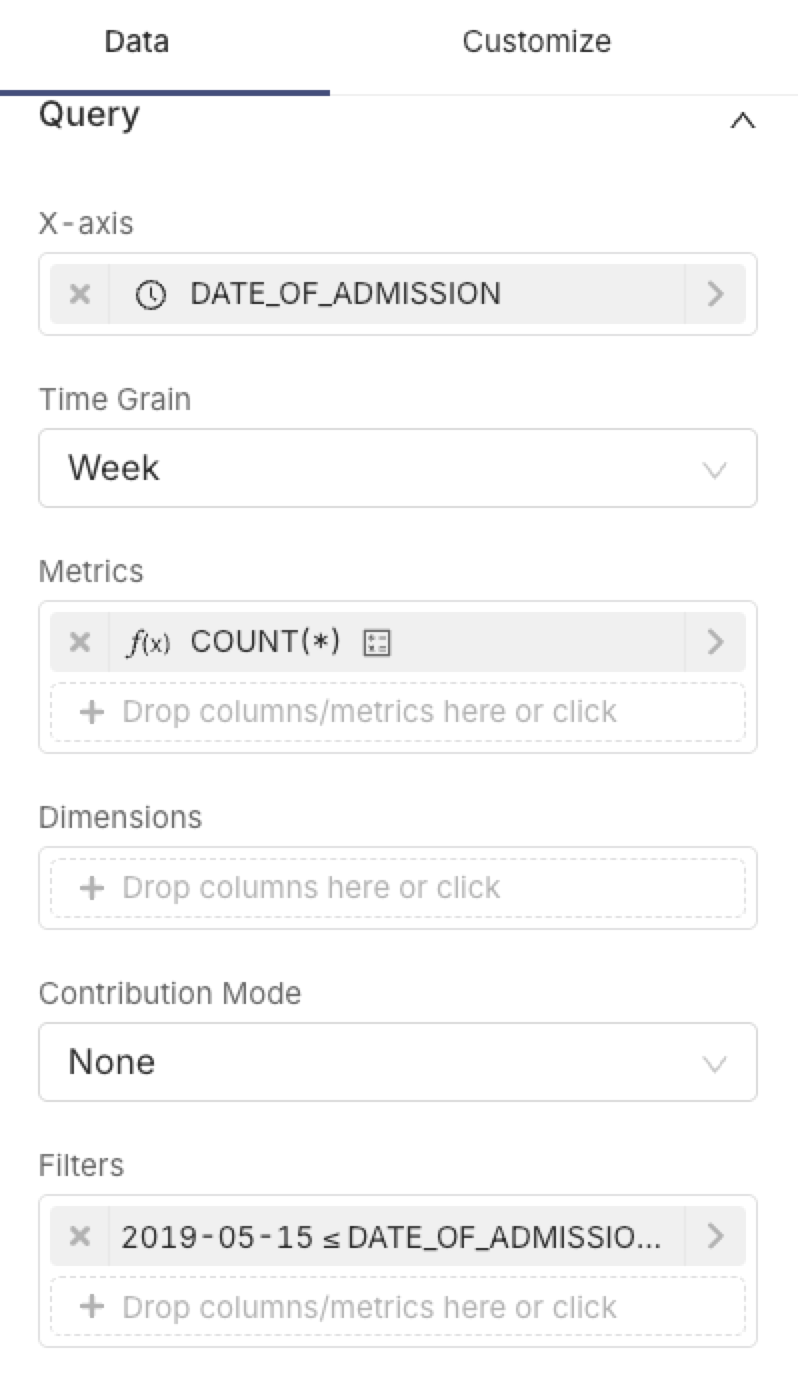 Data Customize
Query
X-axis
DATE_OF_ADMISSION
Time Grain
Week
Metrics
f(x) COUNT(*)
Drop columns/metrics here or click
Dimensions
Drop columns here or click
Contribution Mode
None
Filters
2019-05-15 ≤ DATE_OF_ADMISSIO...
Drop columns/metrics here or click